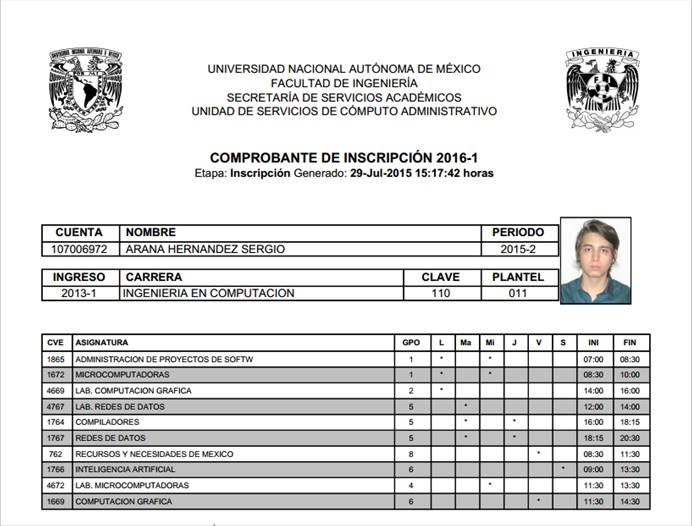 UNIVERSIDAD NACIONAL AUTÓNOMA DE MÉXICO
FACULTAD DE INGENIERÍA
SECRETARÍA DE SERVICIOS ACADÉMICOS
UNIDAD DE SERVICIOS DE CÓMPUTO ADMINISTRATIVO
INGENIERIA
COMPROBANTE DE INSCRIPCIÓN 2016-1
Etapa: Inscripción Generado: 29-Jul-2015 15:17:42 horas
CUENTA NOMBRE PERIODO
107006972 ARANA HERNANDEZ SERGIO 2015-2
INGRESO CARRERA CLAVE PLANTEL
2013-1 INGENIERIA EN COMPUTACION 110 011
CVE ASIGNATURA GPO L Ma Mi J V S INI FIN
1865 ADMINISTRACION DE PROYECTOS DE SOFTW 1 * * 07:00 08:30
1672 MICROCOMPUTADORAS 1 * * 08:30 10:00
4669 LAB. COMPUTACION GRAFICA 2 * 14:00 16:00
4767 LAB. REDES DE DATOS 5 * 12:00 14:00
1764 COMPILADORES 5 * * 16:00 18:15
1767 REDES DE DATOS 5 * * 18:15 20:30
762 RECURSOS Y NECESIDADES DE MEXICO 8 * 08:30 11:30
1766 INTELIGENCIA ARTIFICIAL 6 * 09:00 13:30
4672 LAB. MICROCOMPUTADORAS 4 * 11:30 13:30
1669 COMPUTACION GRAFICA 6 * 11:30 14:30